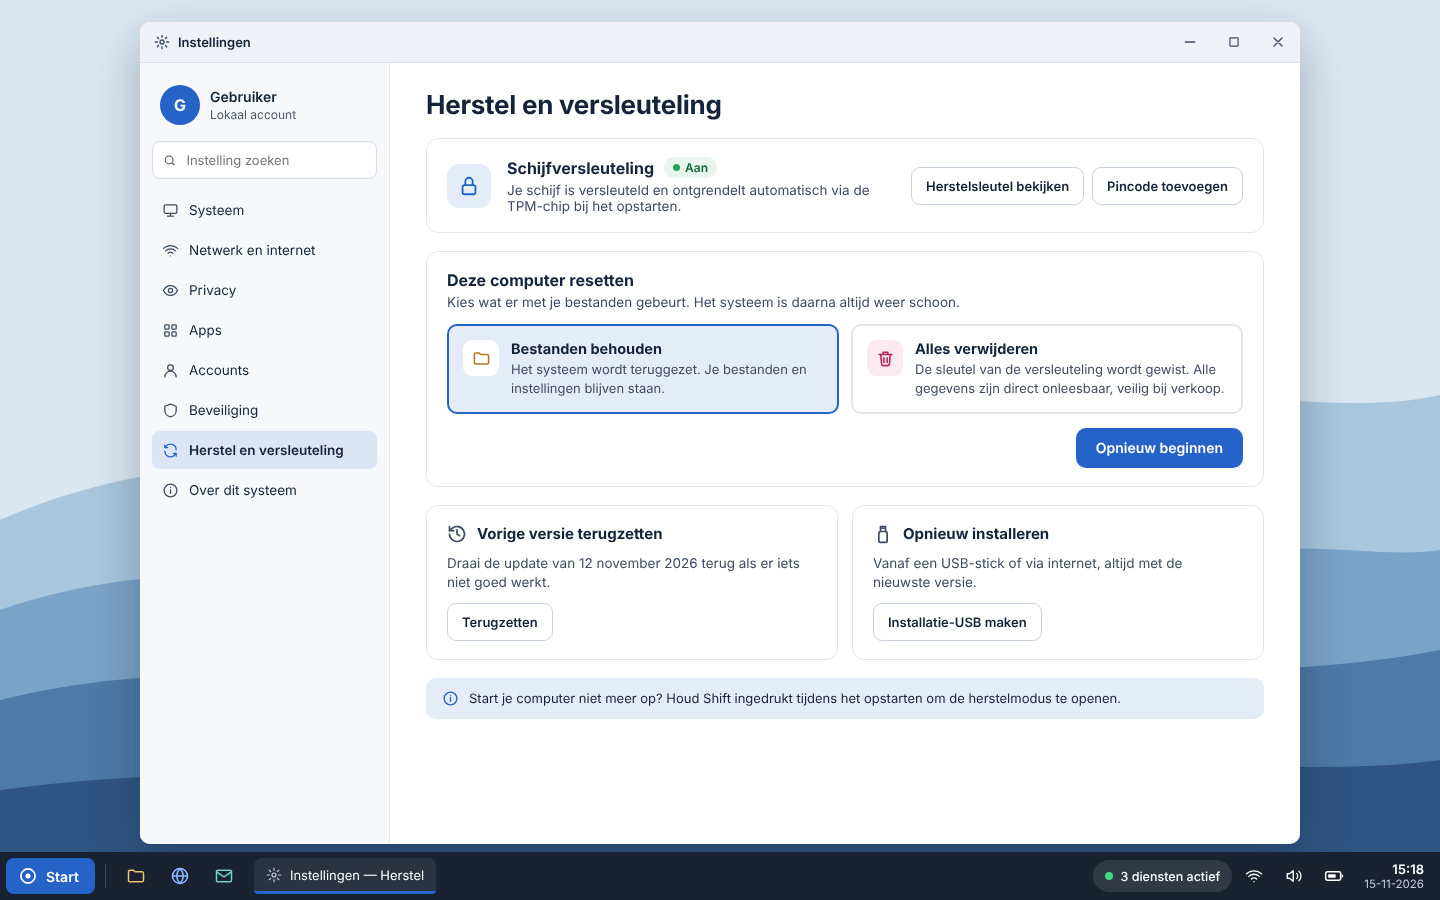 Instellingen
G
Gebruiker
Lokaal account
Instelling zoeken
Systeem
Netwerk en internet
Privacy
Apps
Accounts
Beveiliging
Herstel en versleuteling
Over dit systeem
Herstel en versleuteling
Schijfversleuteling
Aan
Je schijf is versleuteld en ontgrendelt automatisch via de
TPM-chip bij het opstarten.
Herstelsleutel bekijken
Pincode toevoegen
Deze computer resetten
Kies wat er met je bestanden gebeurt. Het systeem is daarna altijd weer schoon.
Bestanden behouden
Het systeem wordt teruggezet. Je bestanden en
instellingen blijven staan.
Alles verwijderen
De sleutel van de versleuteling wordt gewist. Alle
gegevens zijn direct onleesbaar, veilig bij verkoop.
Opnieuw beginnen
Vorige versie terugzetten
Draai de update van 12 november 2026 terug als er iets
niet goed werkt.
Terugzetten
Opnieuw installeren
Vanaf een USB-stick of via internet, altijd met de
nieuwste versie.
Installatie-USB maken
Start je computer niet meer op? Houd Shift ingedrukt tijdens het opstarten om de herstelmodus te openen.
Start
Instellingen — Herstel
3 diensten actief
15:18
15-11-2026